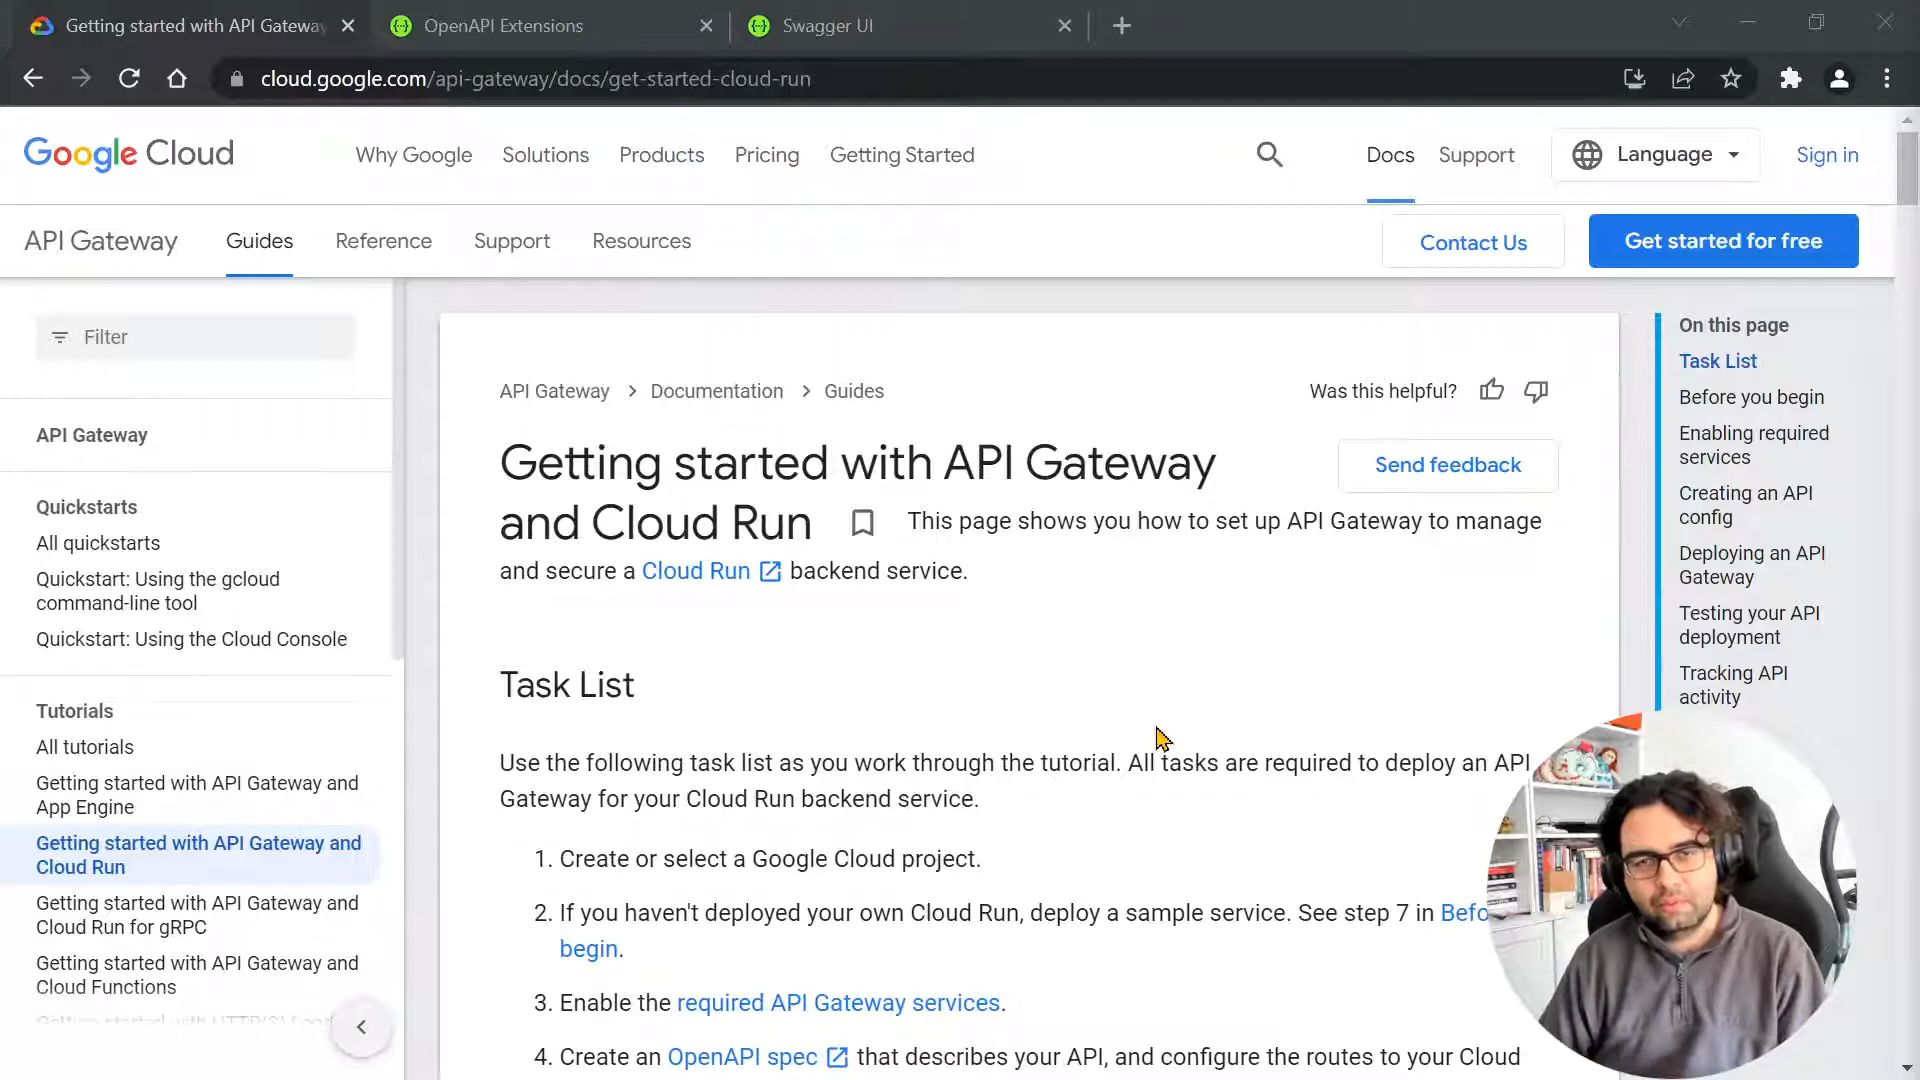 Getting started with API Gateway
OpenAPI Extensions
Swagger UI
cloud.google.com/api-gateway/docs/get-started-cloud-run
Google Cloud
Why Google
Solutions
Products
Pricing
Getting Started
Docs
Support
Language
Sign in
API Gateway
Guides
Reference
Support
Resources
Contact Us
Get started for free
Filter
API Gateway
Quickstarts
All quickstarts
Quickstart: Using the gcloud
command-line tool
Quickstart: Using the Cloud Console
Tutorials
All tutorials
Getting started with API Gateway and
App Engine
Getting started with API Gateway and
Cloud Run
Getting started with API Gateway and
Cloud Run for gRPC
Getting started with API Gateway and
Cloud Functions
API Gateway > Documentation > Guides
Was this helpful?
Getting started with API Gateway
and Cloud Run
Send feedback
This page shows you how to set up API Gateway to manage
and secure a Cloud Run backend service.
Task List
Use the following task list as you work through the tutorial. All tasks are required to deploy an API
Gateway for your Cloud Run backend service.
1. Create or select a Google Cloud project.
2. If you haven't deployed your own Cloud Run, deploy a sample service. See step 7 in Befo
begin.
3. Enable the required API Gateway services.
4. Create an OpenAPI spec that describes your API, and configure the routes to your Cloud
On this page
Task List
Before you begin
Enabling required
services
Creating an API
config
Deploying an API
Gateway
Testing your API
deployment
Tracking API
activity